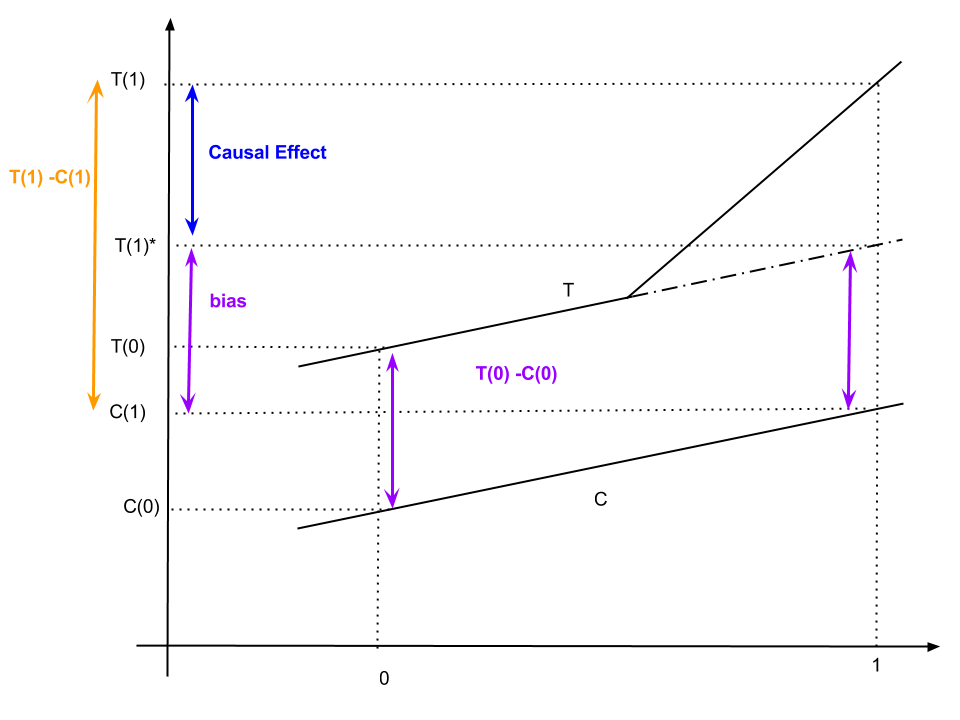 T(1)
Causal Effect
T(1) -C(1)
T(1)*
T
bias
T(0)
T(0) -C(0)
C(1)
C(0)
C
0
1